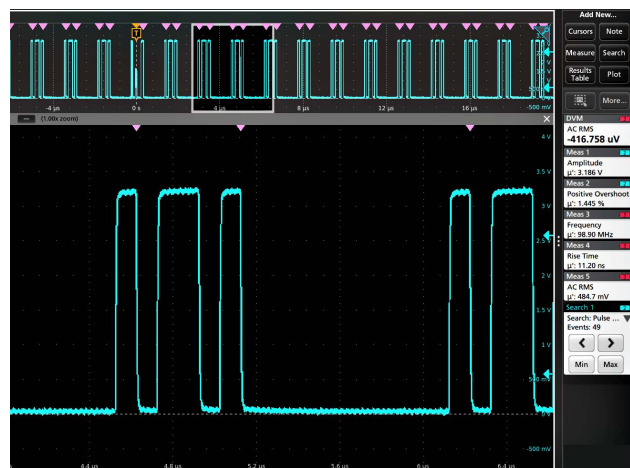 Add New...
Cursors Note
Measure Search
Results Table Plot
More...
T
-4 µs 0 s 4 µs 8 µs 12 µs 16 µs
-500 mV
(1.00x zoom)
4 V
3.5 V
3 V
2.5 V
2 V
1.5 V
1 V
500 mV
-500 mV
4.4 µs 4.8 µs 5.2 µs 5.6 µs 6 µs 6.4 µs
DVM
AC RMS
-416.758 uV
Meas 1 2
Amplitude
µ': 3.186 V
Meas 2 2
Positive Overshoot
µ': 1.445 %
Meas 3
Frequency
µ': 98.90 MHz
Meas 4
Rise Time
µ': 11.20 ns
Meas 5
AC RMS
µ': 484.7 mV
Search 1 2
Search: Pulse ...
Events: 49
Min Max